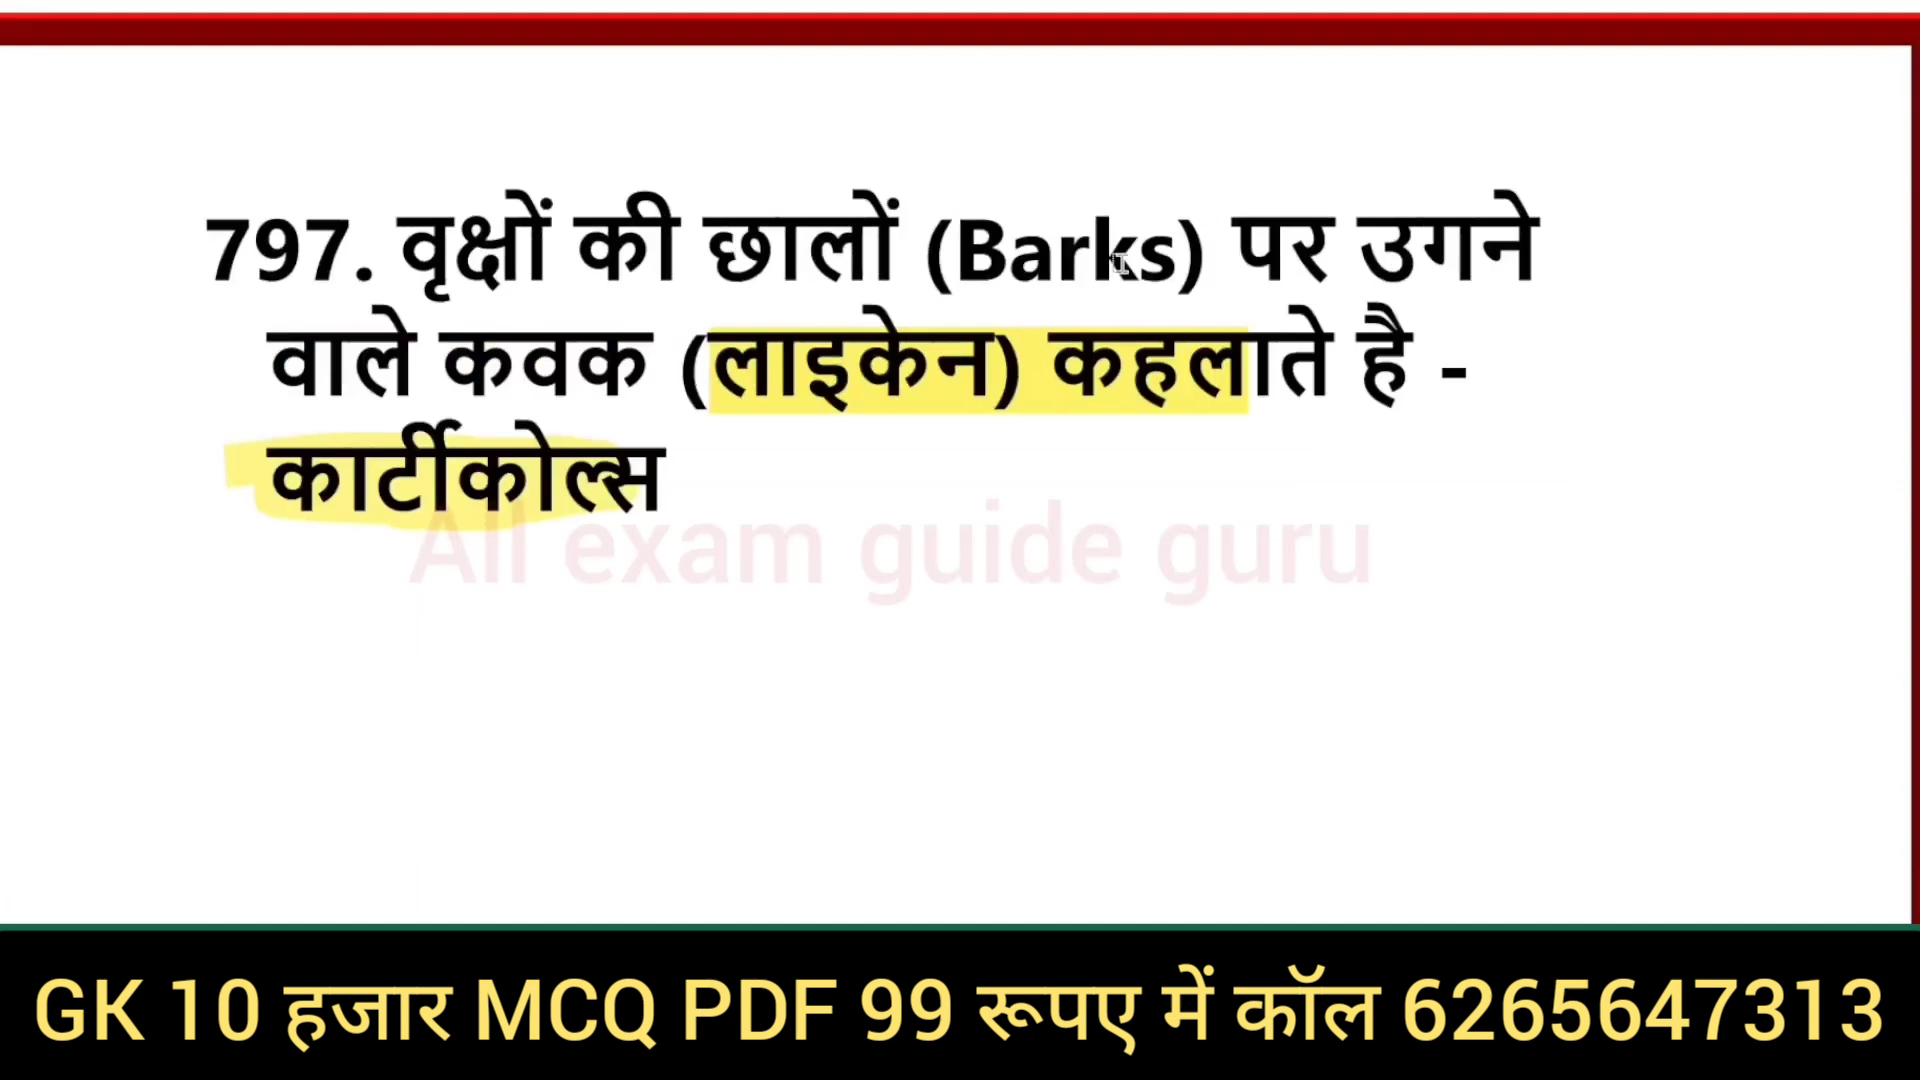 797. वृक्षों की छालों (Barks) पर उगने
वाले कवक (लाइकेन) कहलाते है -
कार्टीकोल्स
All exam guide guru
GK 10 हजार MCQ PDF 99 रूपए में कॉल 6265647313